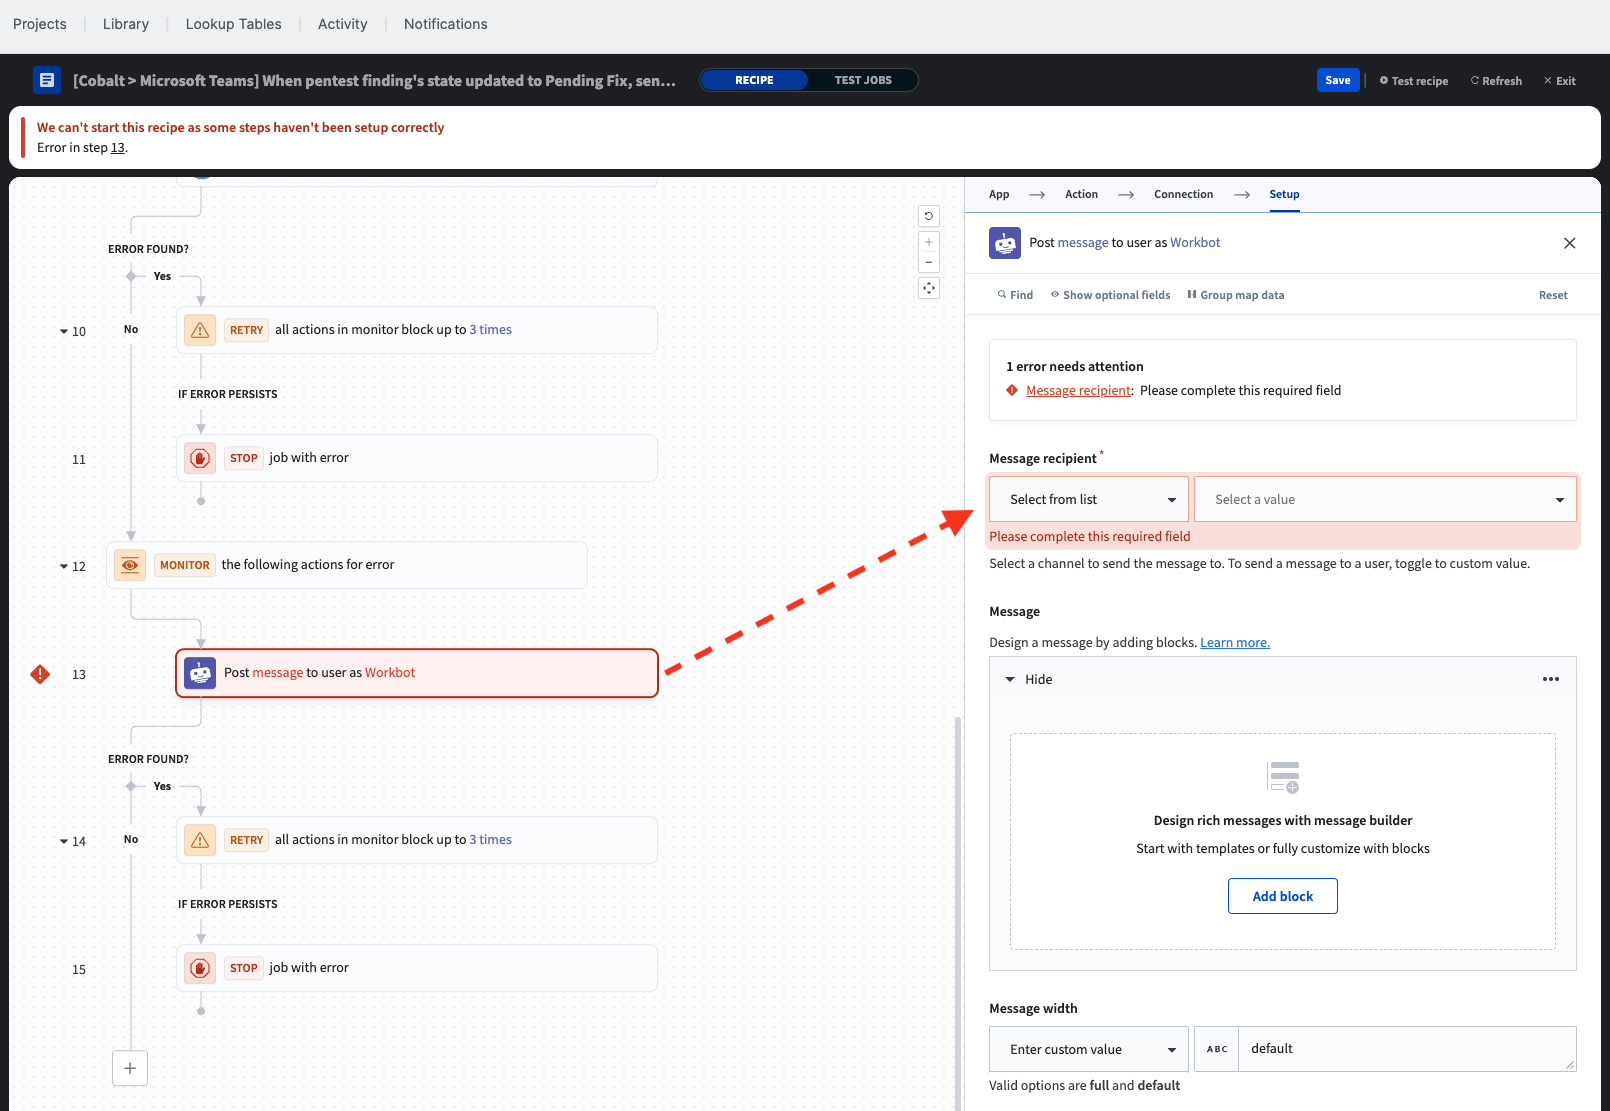 Projects
Library
Lookup Tables
Activity
Notifications
[Cobalt > Microsoft Teams] When pentest finding's state updated to Pending Fix, sen...
RECIPE
TEST JOBS
Save
Test recipe
Refresh
Exit
We can't start this recipe as some steps haven't been setup correctly
Error in step 13.
ERROR FOUND?
Yes
10
No
RETRY all actions in monitor block up to 3 times
IF ERROR PERSISTS
11
STOP job with error
12
MONITOR the following actions for error
13
Post message to user as Workbot
ERROR FOUND?
Yes
14
No
RETRY all actions in monitor block up to 3 times
IF ERROR PERSISTS
15
STOP job with error
App
Action
Connection
Setup
Post message to user as Workbot
Find
Show optional fields
Group map data
Reset
1 error needs attention
Message recipient: Please complete this required field
Message recipient *
Select from list
Select a value
Please complete this required field
Select a channel to send the message to. To send a message to a user, toggle to custom value.
Message
Design a message by adding blocks. Learn more.
Hide
Design rich messages with message builder
Start with templates or fully customize with blocks
Add block
Message width
Enter custom value
ABC
default
Valid options are full and default